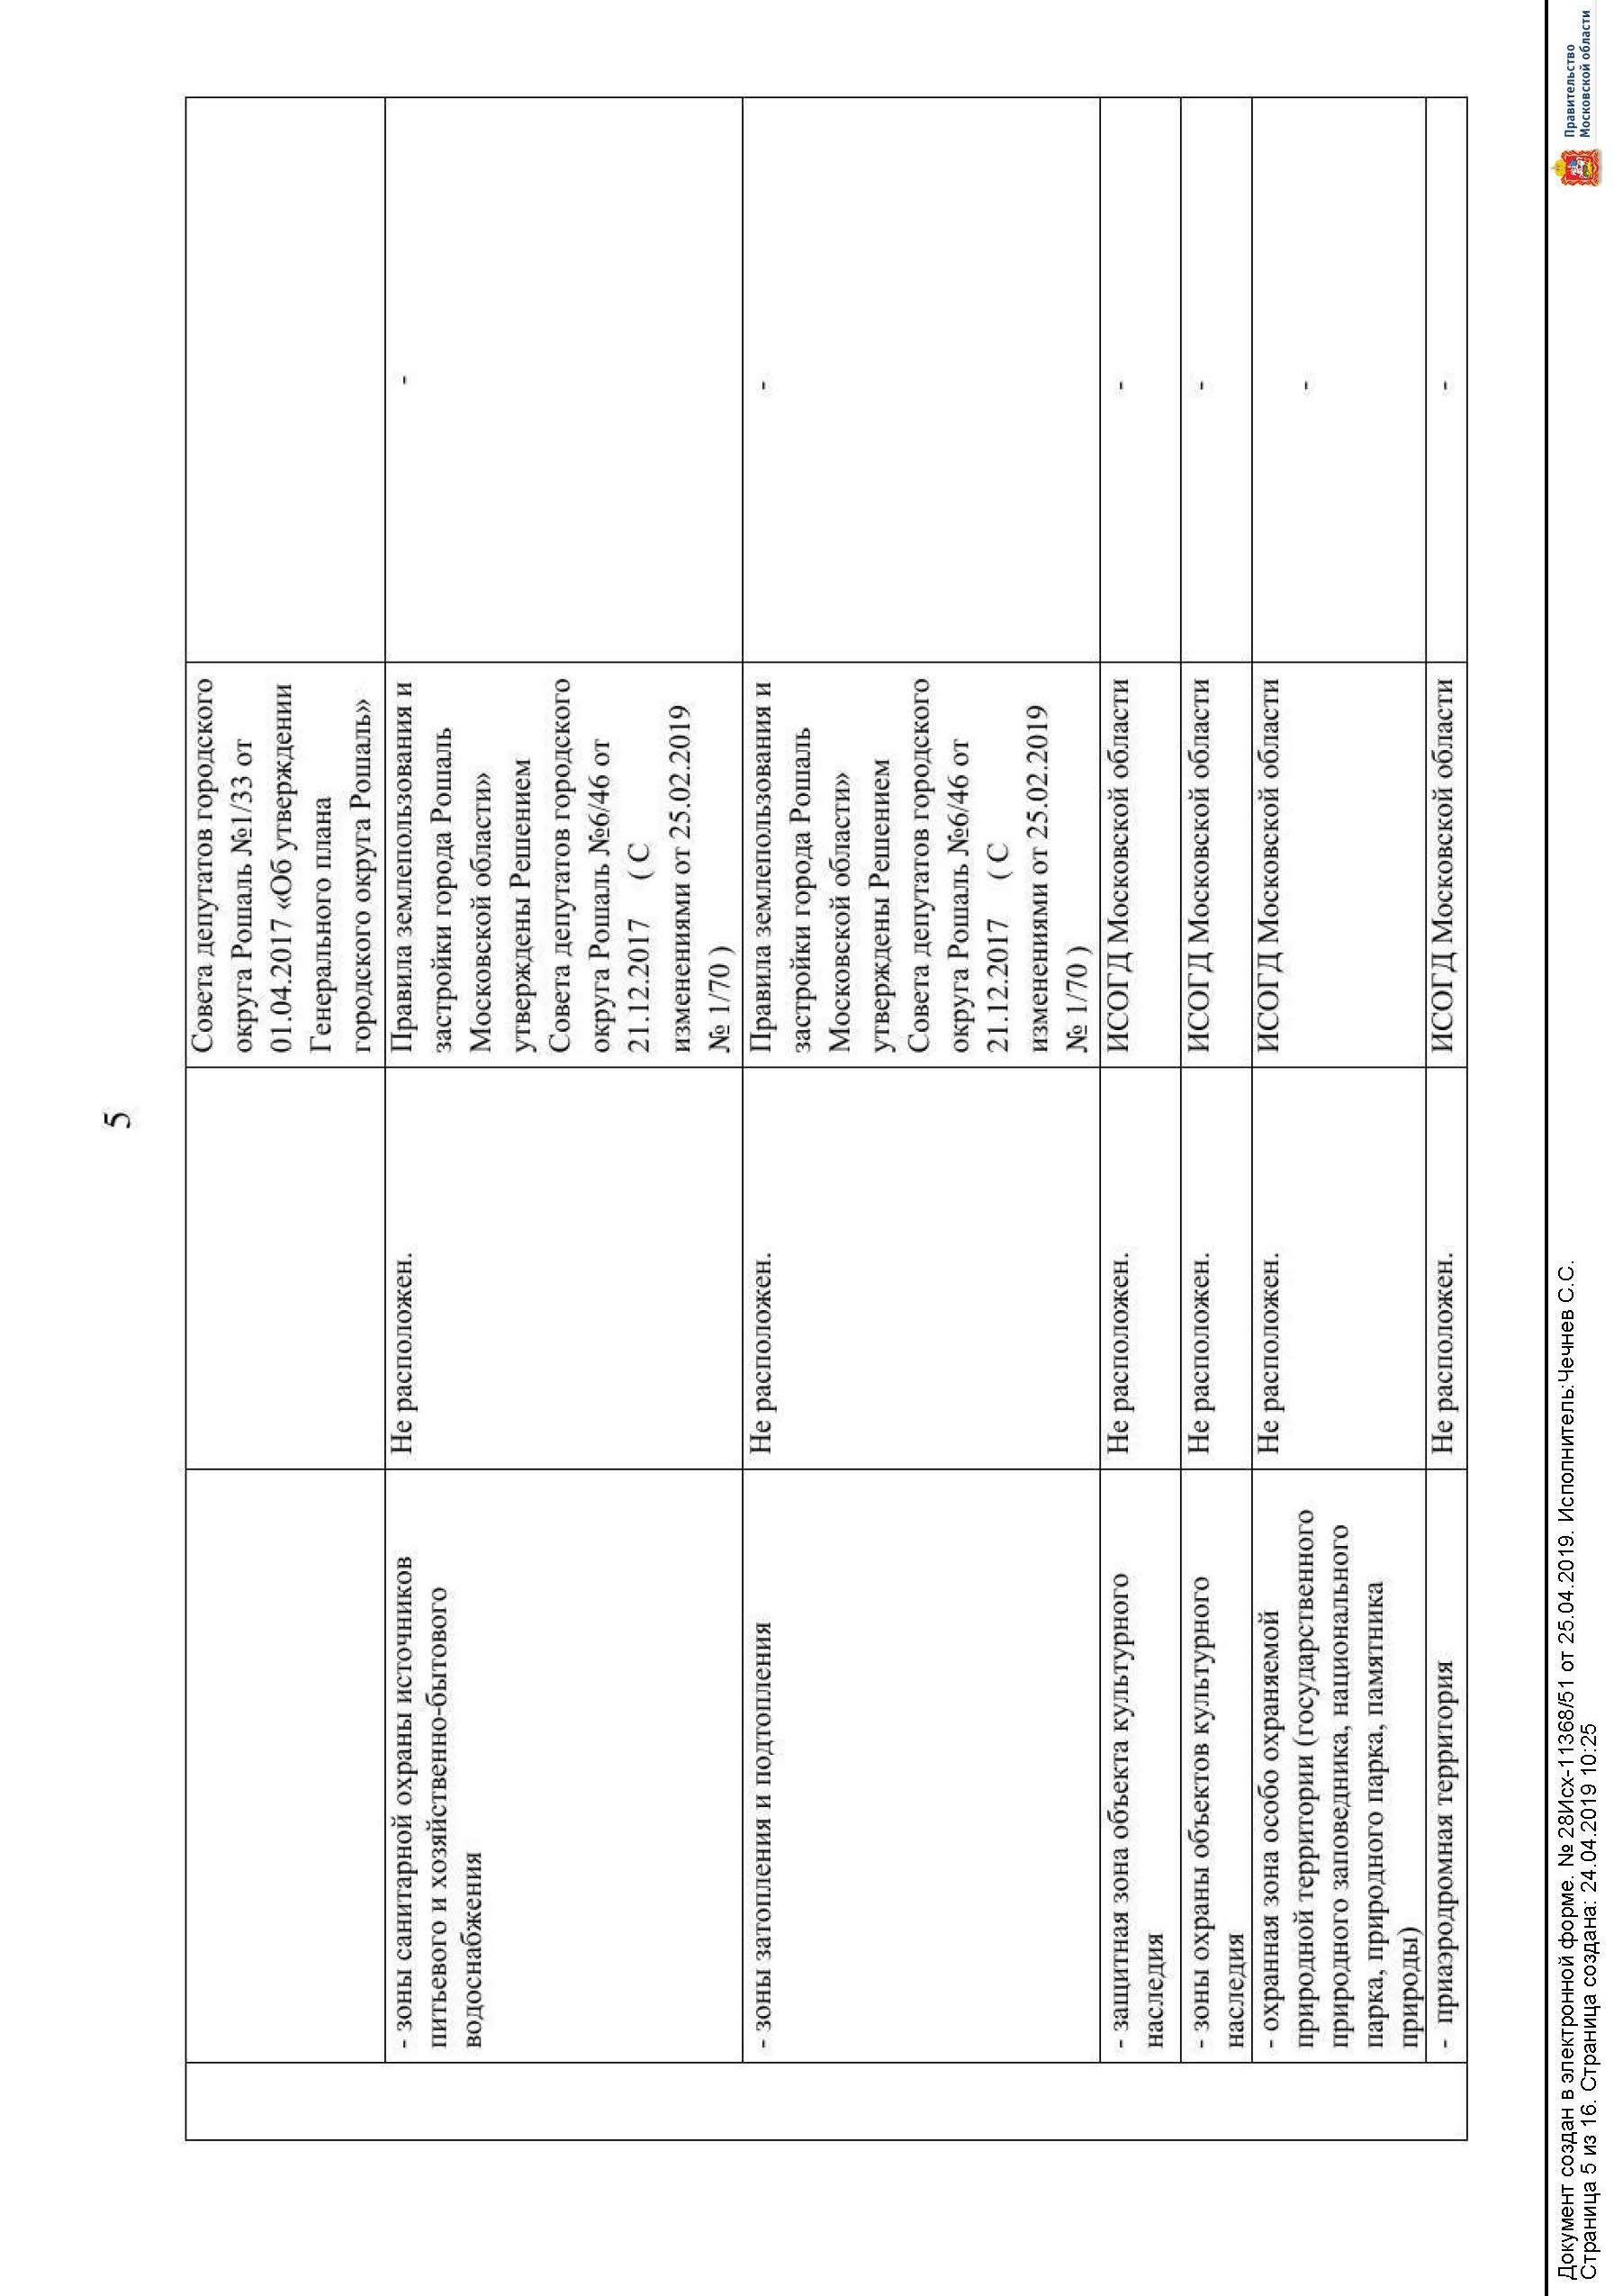 5
Совета депутатов городского
округа Рошаль №1/33 от
01.04.2017 «Об утверждении
Генерального плана
городского округа Рошаль»
- зоны санитарной охраны источников
питьевого и хозяйственно-бытового
водоснабжения
Не расположен.
Правила землепользования и
застройки города Рошаль
Московской области»
утверждены Решением
Совета депутатов городского
округа Рошаль №6/46 от
21.12.2017 ( С
изменениями от 25.02.2019
№ 1/70 )
-
- зоны затопления и подтопления
Не расположен.
Правила землепользования и
застройки города Рошаль
Московской области»
утверждены Решением
Совета депутатов городского
округа Рошаль №6/46 от
21.12.2017 ( С
изменениями от 25.02.2019
№ 1/70 )
-
- защитная зона объекта культурного
наследия
Не расположен.
ИСОГД Московской области
-
- зоны охраны объектов культурного
наследия
Не расположен.
ИСОГД Московской области
-
- охранная зона особо охраняемой
природной территории (государственного
природного заповедника, национального
парка, природного парка, памятника
природы)
Не расположен.
ИСОГД Московской области
-
- приаэродромная территория
Не расположен.
ИСОГД Московской области
-
Документ создан в электронной форме. № 28Исх-11368/51 от 25.04.2019. Исполнитель:Чечнев С.С.
Страница 5 из 16. Страница создана: 24.04.2019 10:25
Правительство
Московской области